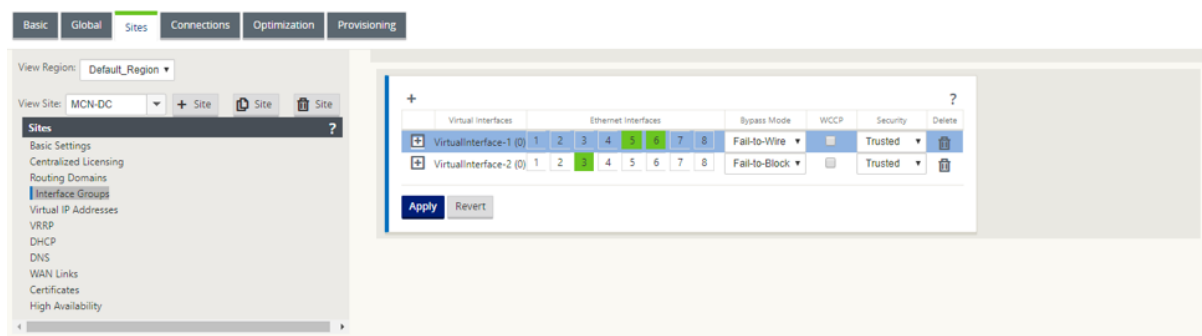 Basic Global Sites Connections Optimization Provisioning
View Region: Default_Region
View Site: MCN-DC + Site Site Site
Sites ?
Basic Settings
Centralized Licensing
Routing Domains
Interface Groups
Virtual IP Addresses
VRRP
DHCP
DNS
WAN Links
Certificates
High Availability
+ ?
Virtual Interfaces Ethernet Interfaces Bypass Mode WCCP Security Delete
VirtualInterface-1 (0) 1 2 3 4 5 6 7 8 Fail-to-Wire Trusted
VirtualInterface-2 (0) 1 2 3 4 5 6 7 8 Fail-to-Block Trusted
Apply Revert